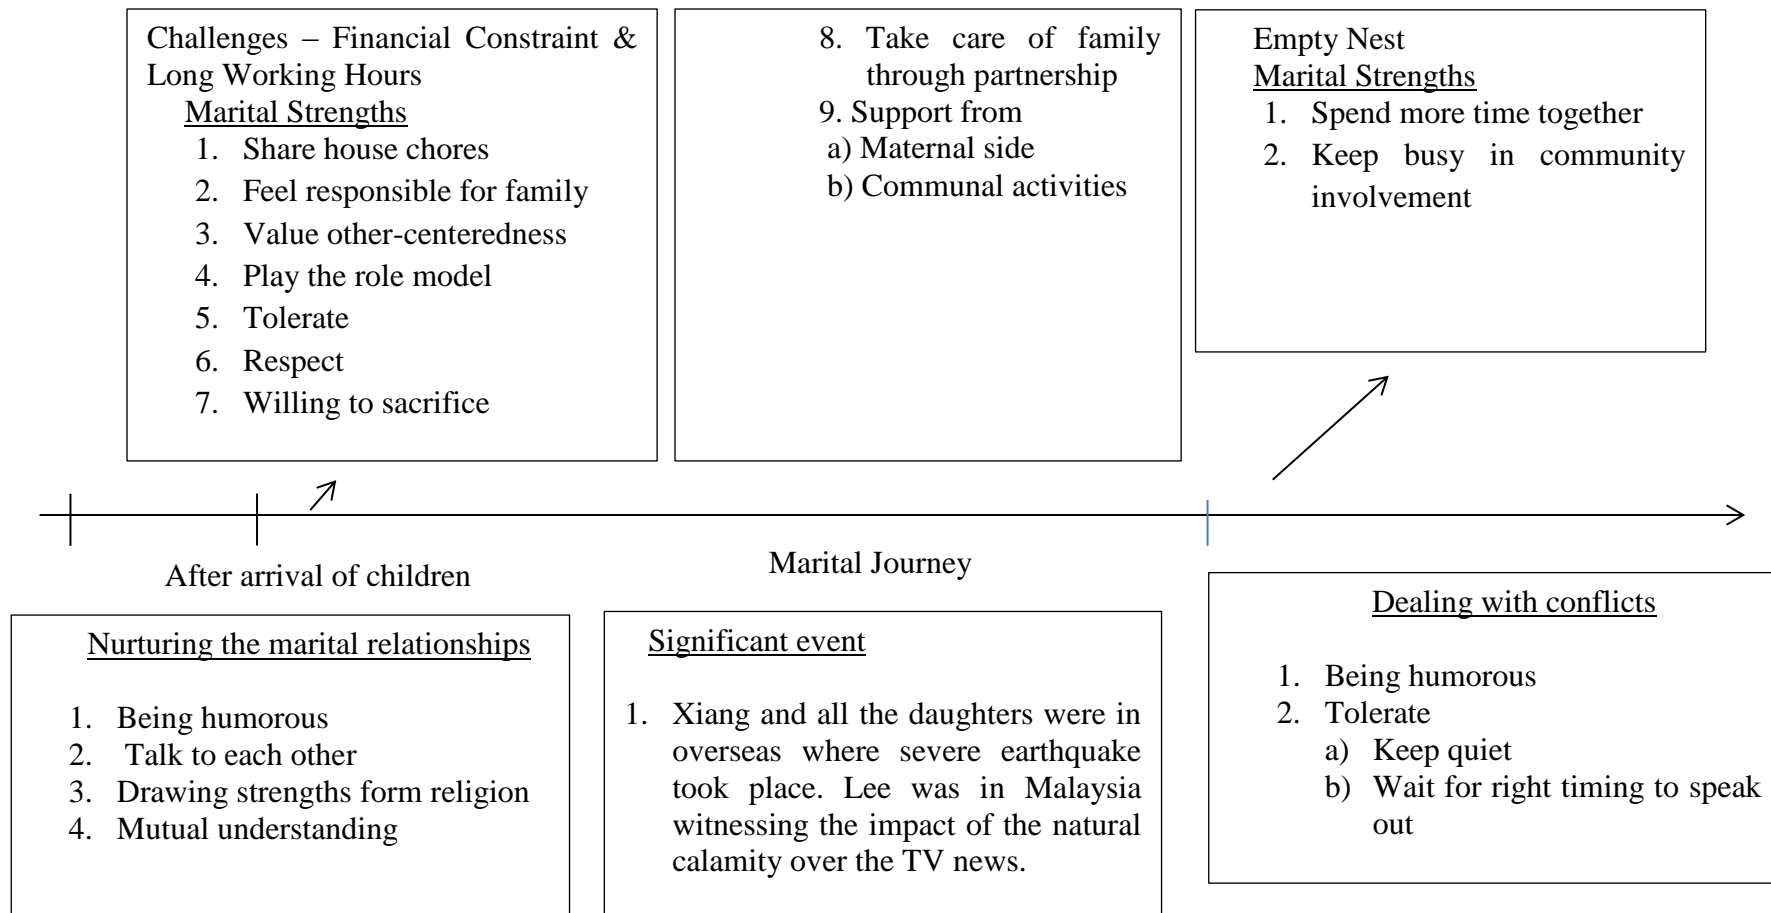 Challenges – Financial Constraint &
Long Working Hours
Marital Strengths
1. Share house chores
2. Feel responsible for family
3. Value other-centeredness
4. Play the role model
5. Tolerate
6. Respect
7. Willing to sacrifice
8. Take care of family
through partnership
9. Support from
a) Maternal side
b) Communal activities
Empty Nest
Marital Strengths
1. Spend more time together
2. Keep busy in community
involvement
After arrival of children
Marital Journey
Nurturing the marital relationships
1. Being humorous
2. Talk to each other
3. Drawing strengths form religion
4. Mutual understanding
Significant event
1. Xiang and all the daughters were in
overseas where severe earthquake
took place. Lee was in Malaysia
witnessing the impact of the natural
calamity over the TV news.
Dealing with conflicts
1. Being humorous
2. Tolerate
a) Keep quiet
b) Wait for right timing to speak
out